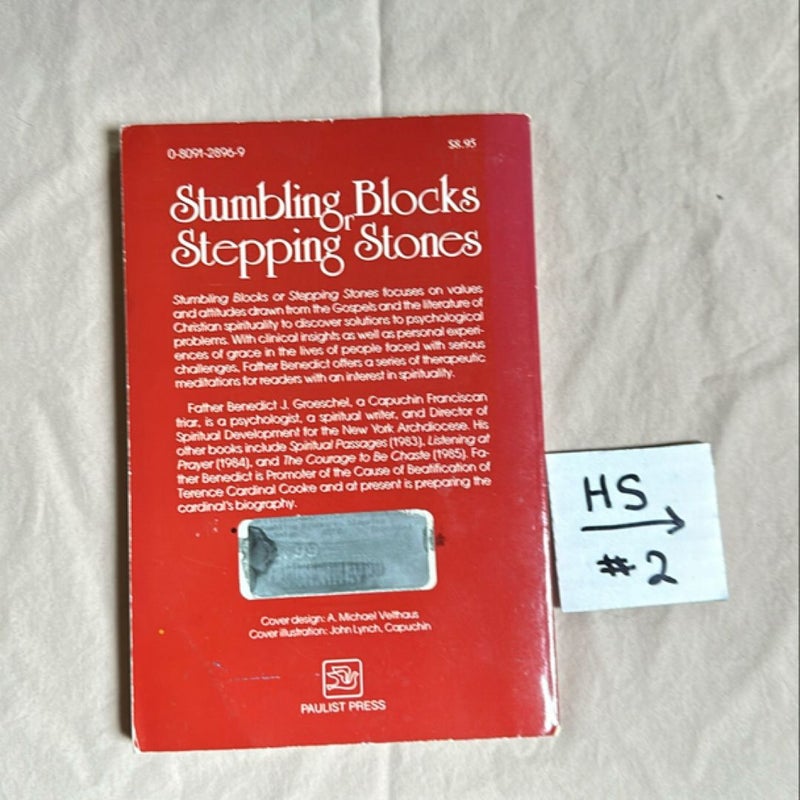 0-8091-2896-9 $8.95
Stumbling Blocks
or
Stepping Stones
Stumbling Blocks or Stepping Stones focuses on values
and attitudes drawn from the Gospels and the literature of
Christian spirituality to discover solutions to psychological
problems. With clinical insights as well as personal experi-
ences of grace in the lives of people faced with serious
challenges, Father Benedict offers a series of therapeutic
meditations for readers with an interest in spirituality.
Father Benedict J. Groeschel, a Capuchin Franciscan
friar, is a psychologist, a spiritual writer, and Director of
Spiritual Development for the New York Archdiocese. His
other books include Spiritual Passages (1983), Listening at
Prayer (1984), and The Courage to Be Chaste (1985). Fa-
ther Benedict is Promoter of the Cause of Beatification of
Terence Cardinal Cooke and at present is preparing the
cardinal's biography.
Cover design: A. Michael Velthaus
Cover illustration: John Lynch, Capuchin
PAULIST PRESS
HS
#2